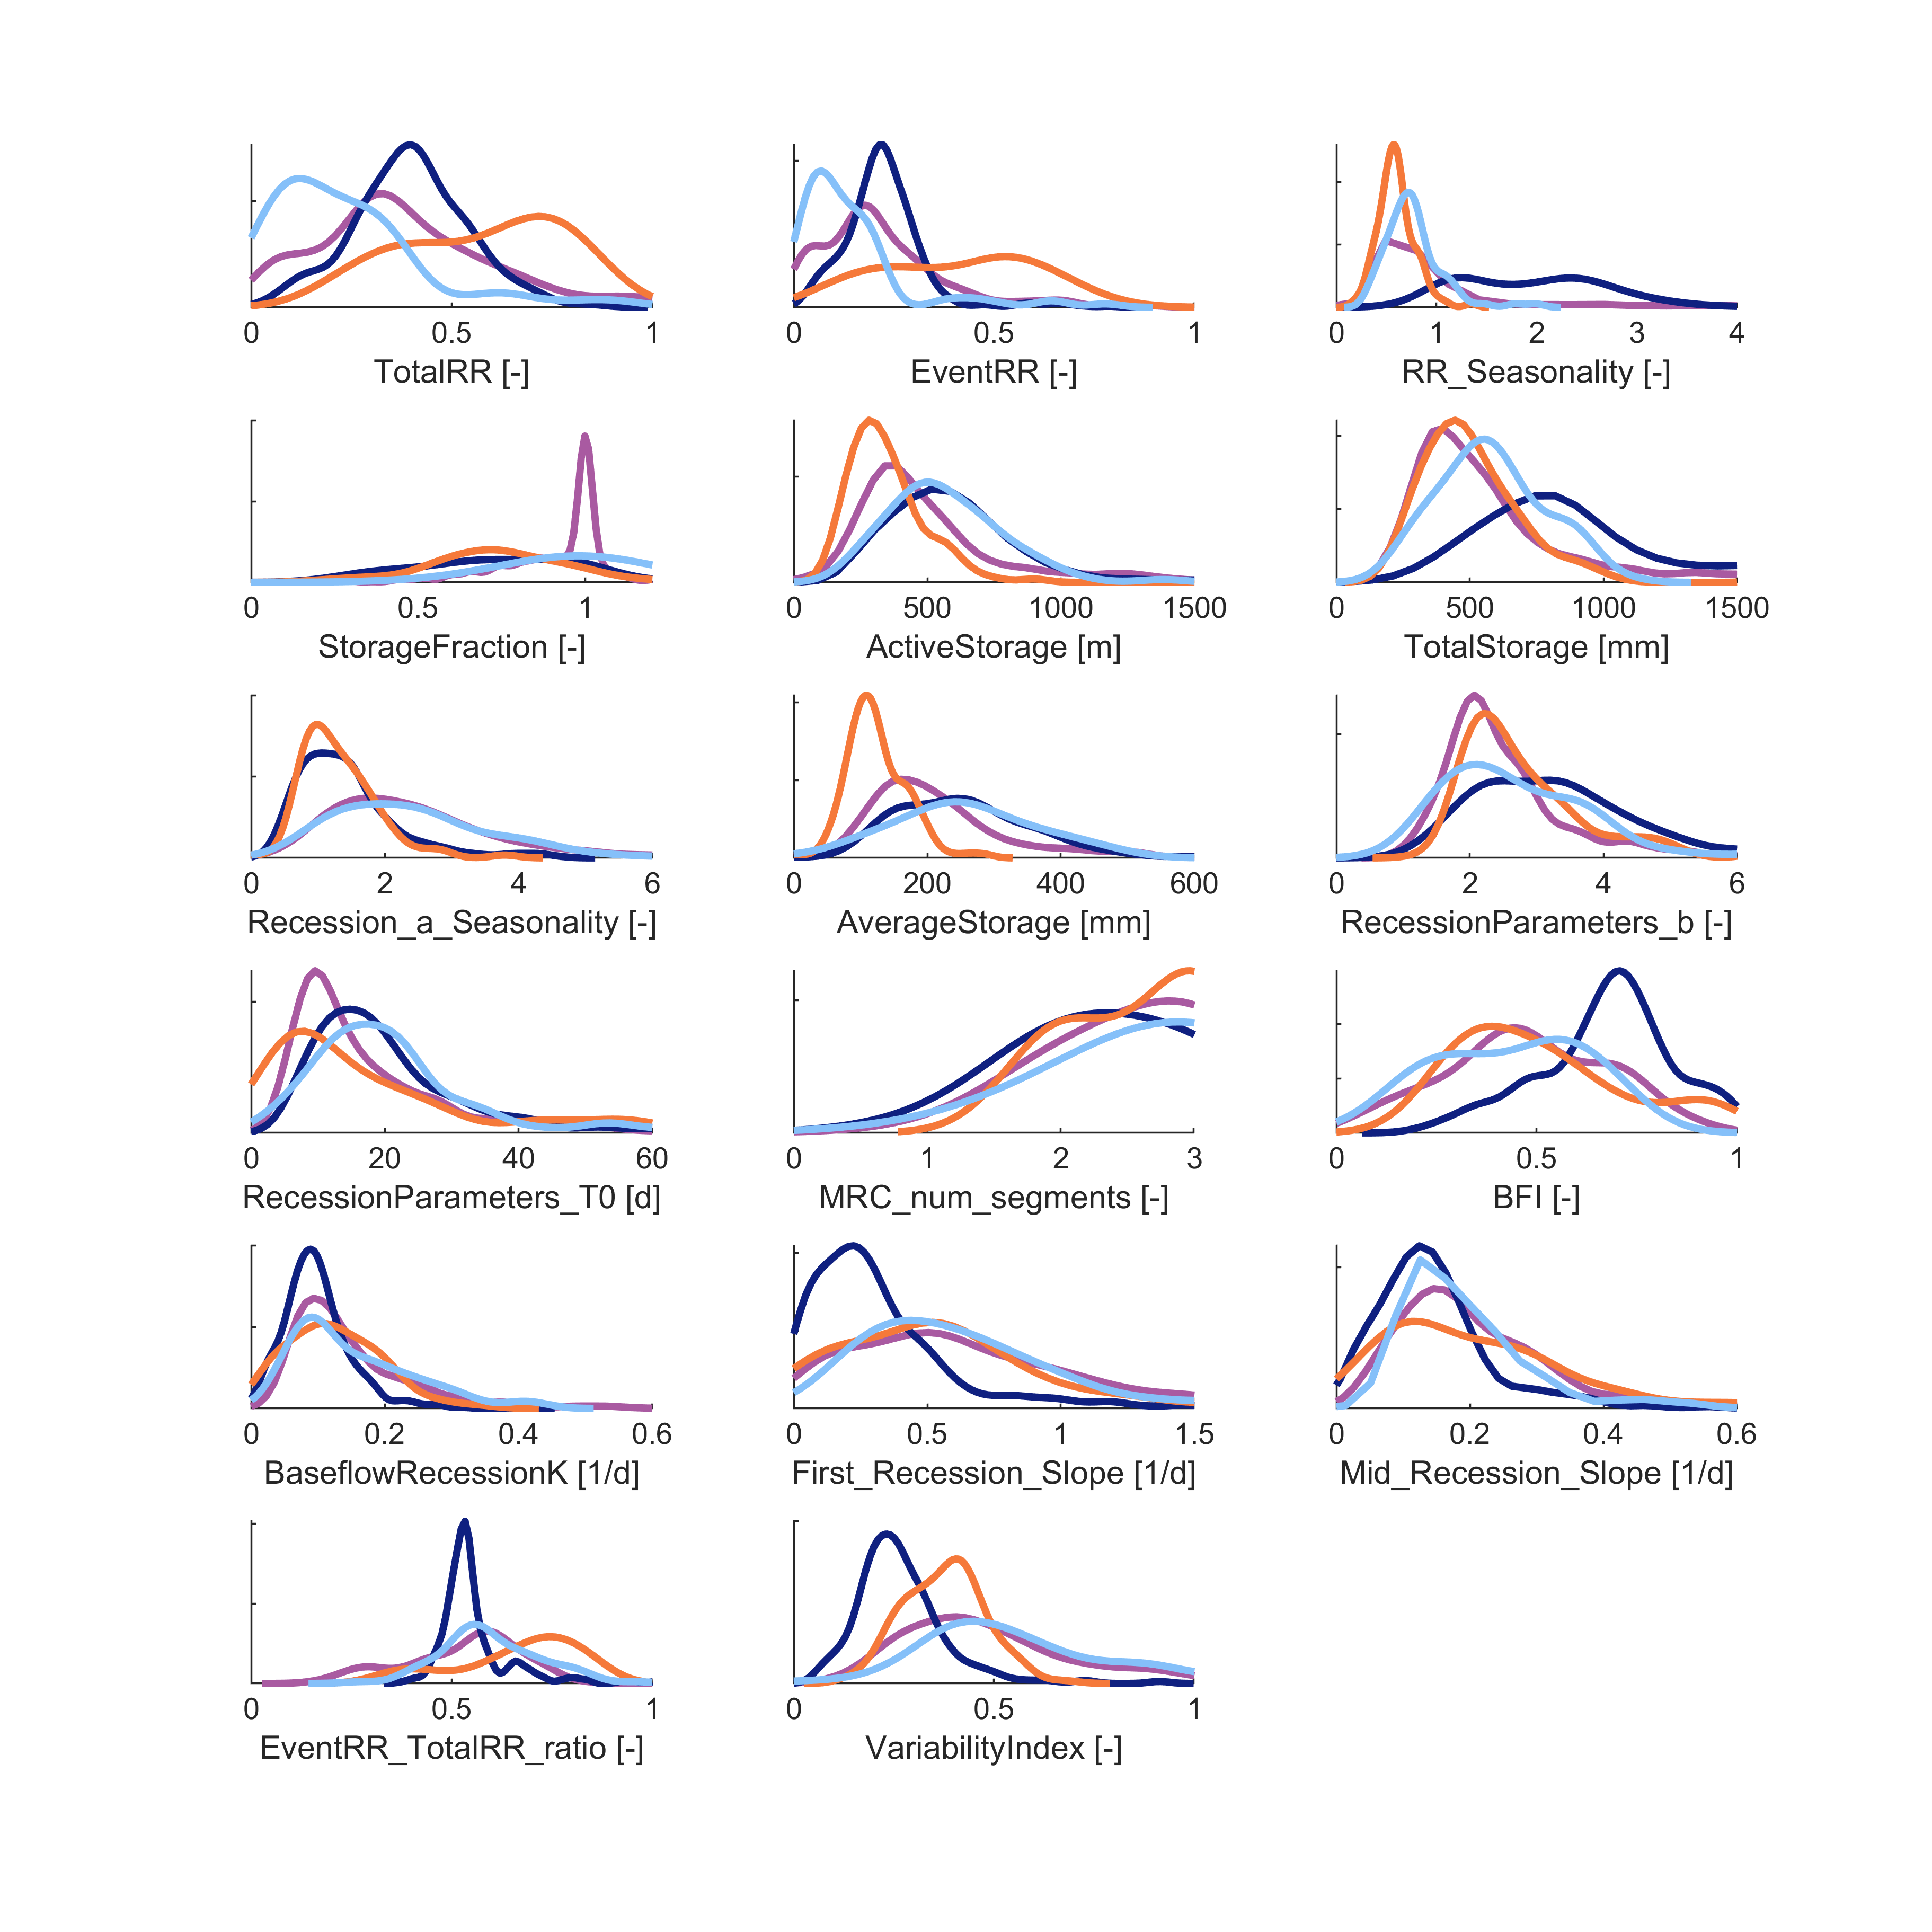 0 0.5 1
TotalRR [-]
0 0.5 1
EventRR [-]
0 1 2 3 4
RR_Seasonality [-]
0 0.5 1
StorageFraction [-]
0 500 1000 1500
ActiveStorage [m]
0 500 1000 1500
TotalStorage [mm]
0 2 4 6
Recession_a_Seasonality [-]
0 200 400 600
AverageStorage [mm]
0 2 4 6
RecessionParameters_b [-]
0 20 40 60
RecessionParameters_T0 [d]
0 1 2 3
MRC_num_segments [-]
0 0.5 1
BFI [-]
0 0.2 0.4 0.6
BaseflowRecessionK [1/d]
0 0.5 1 1.5
First_Recession_Slope [1/d]
0 0.2 0.4 0.6
Mid_Recession_Slope [1/d]
0 0.5 1
EventRR_TotalRR_ratio [-]
0 0.5 1
VariabilityIndex [-]